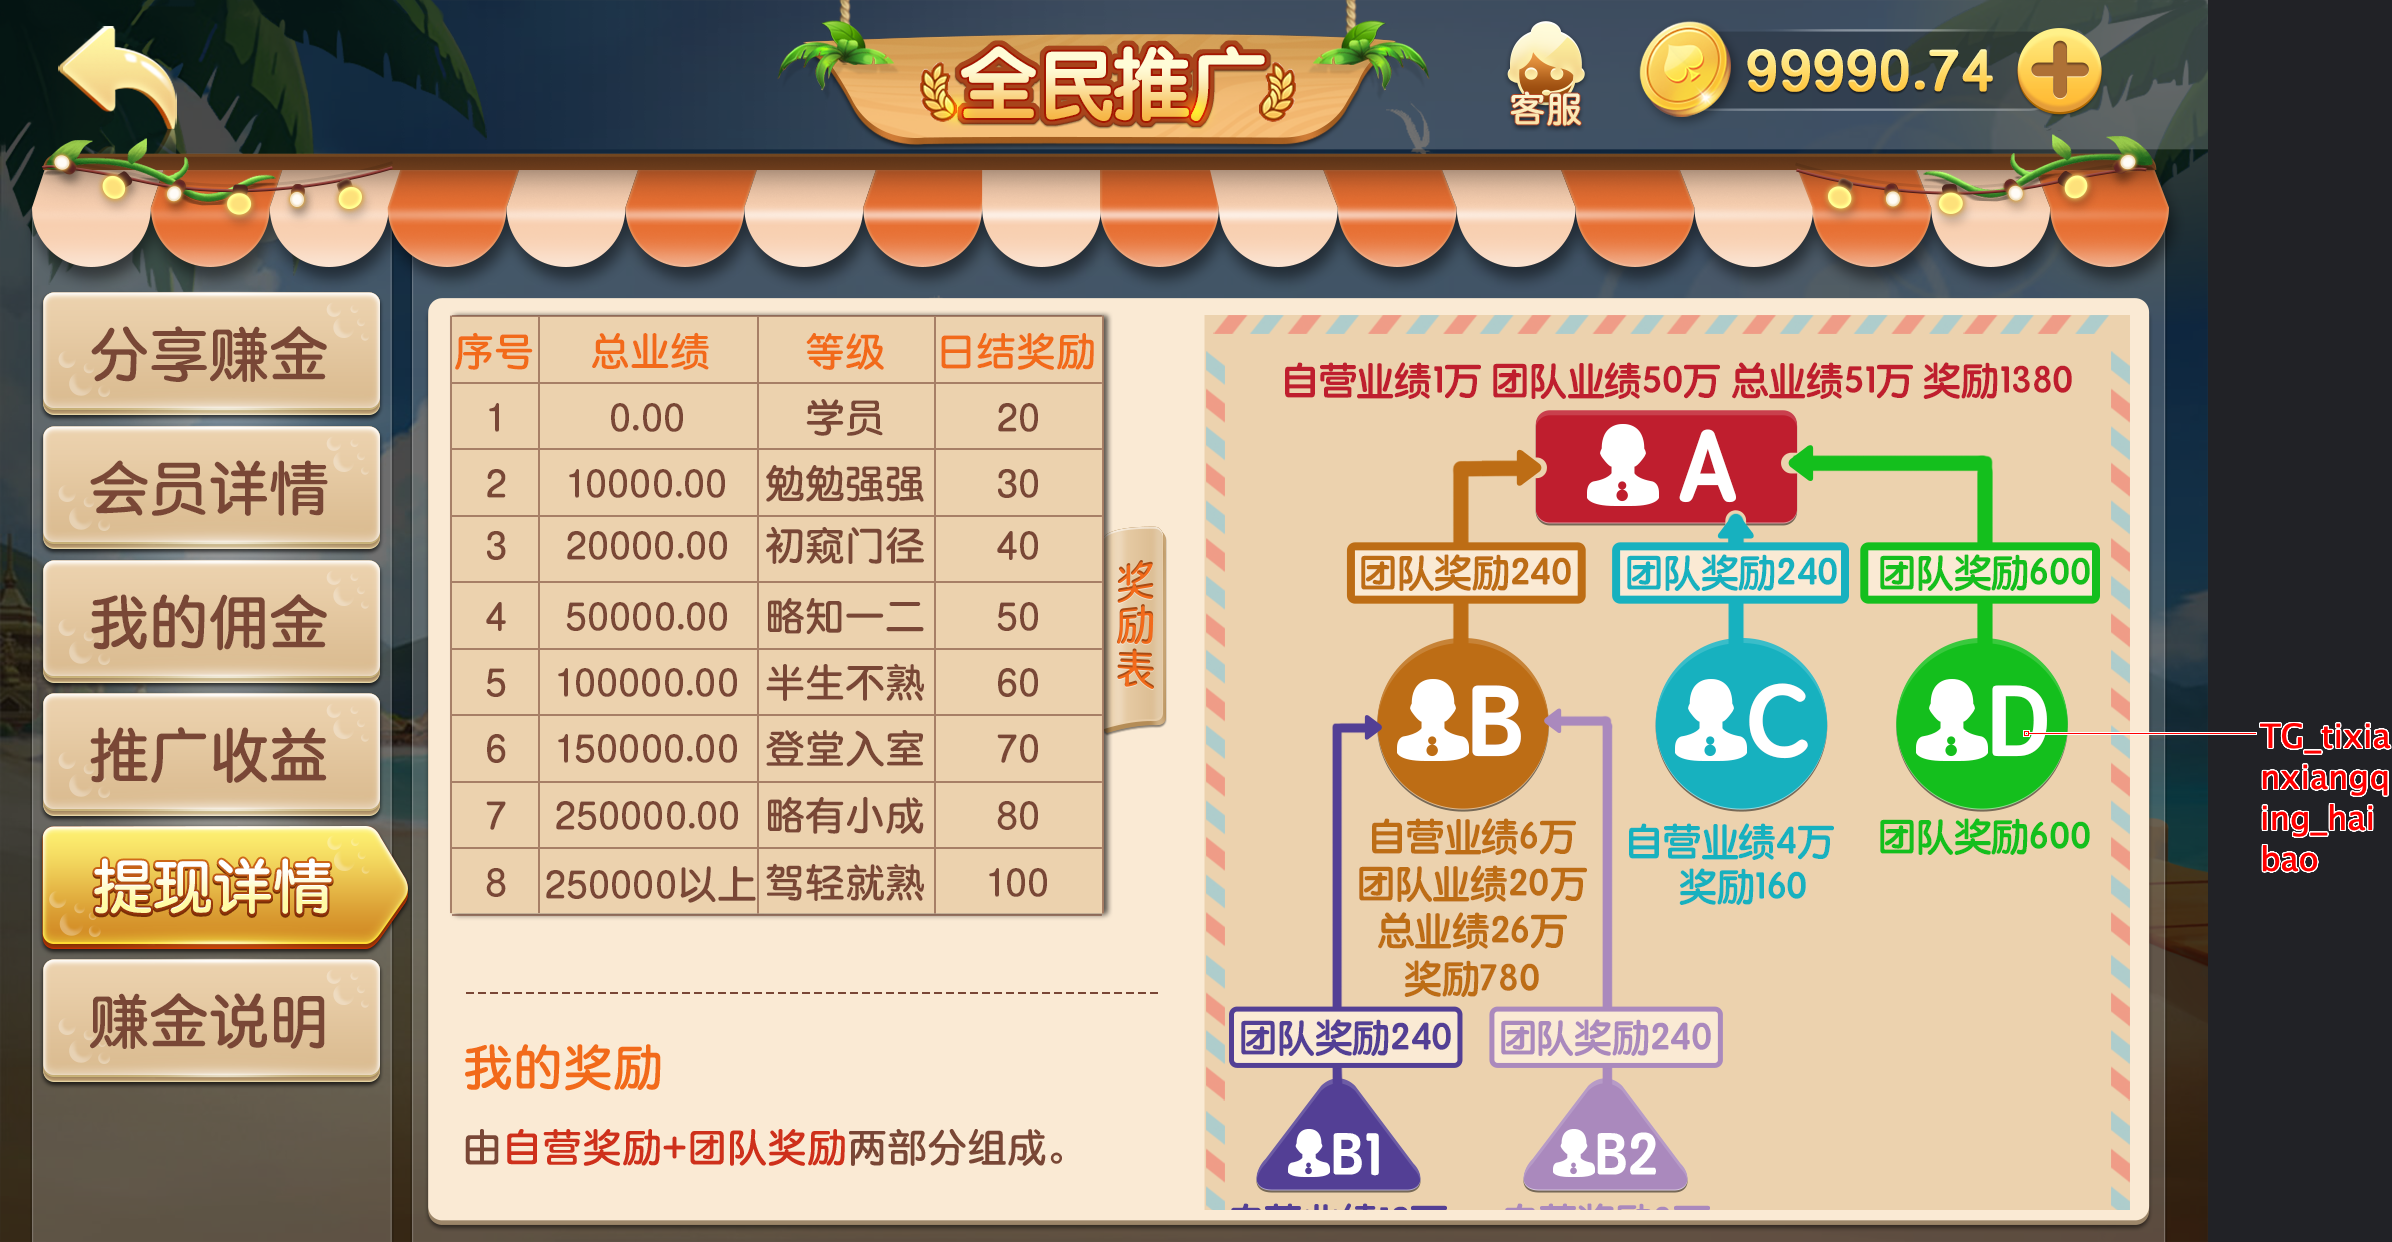 全民推广
客服
99990.74
分享赚金
会员详情
我的佣金
推广收益
提现详情
赚金说明
序号 总业绩 等级 日结奖励
1 0.00 学员 20
2 10000.00 勉勉强强 30
3 20000.00 初窥门径 40
4 50000.00 略知一二 50
5 100000.00 半生不熟 60
6 150000.00 登堂入室 70
7 250000.00 略有小成 80
8 250000以上 驾轻就熟 100
奖励表
我的奖励
由自营奖励+团队奖励两部分组成。
自营业绩1万 团队业绩50万 总业绩51万 奖励1380
A
团队奖励240 团队奖励240 团队奖励600
B C D
自营业绩6万
团队业绩20万
总业绩26万
奖励780
自营业绩4万
奖励160
团队奖励600
团队奖励240 团队奖励240
B1 B2
TG_tixia
nxiangq
ing_hai
bao